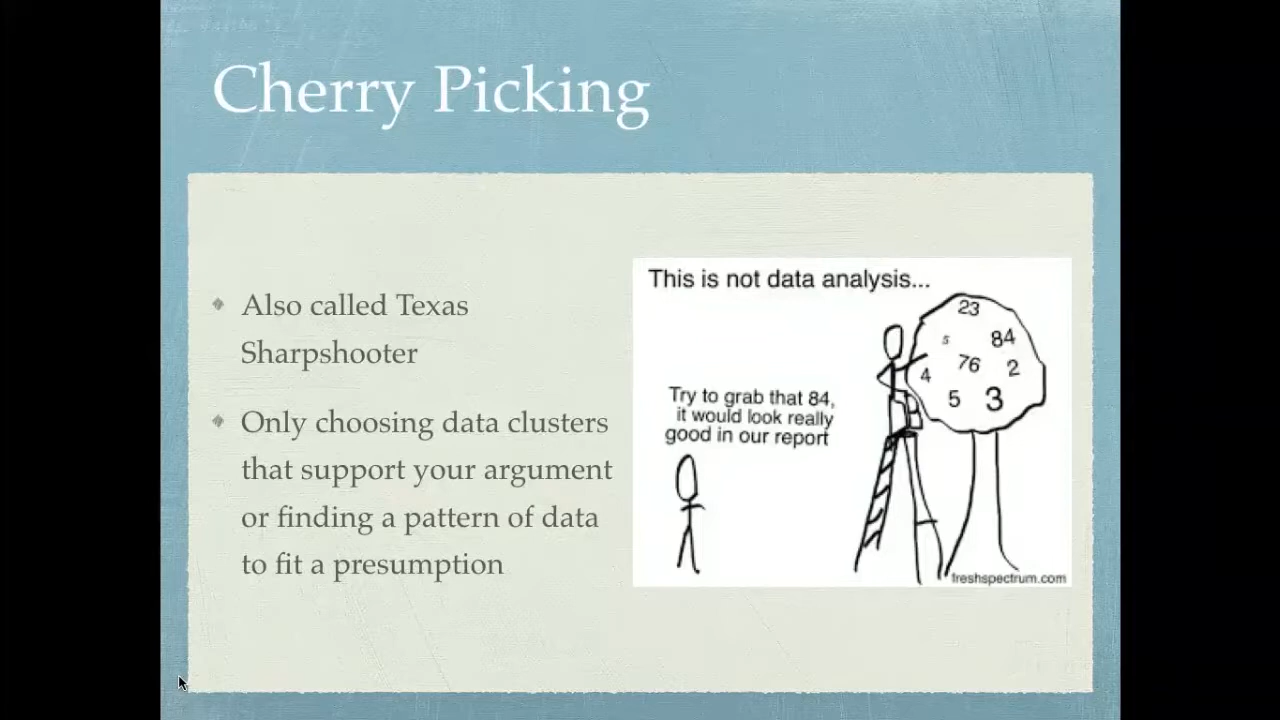 Cherry Picking
Also called Texas
Sharpshooter
Only choosing data clusters
that support your argument
or finding a pattern of data
to fit a presumption
This is not data analysis...
Try to grab that 84,
it would look really
good in our report
23
s 84
76 2
4
5 3
freshspectrum.com